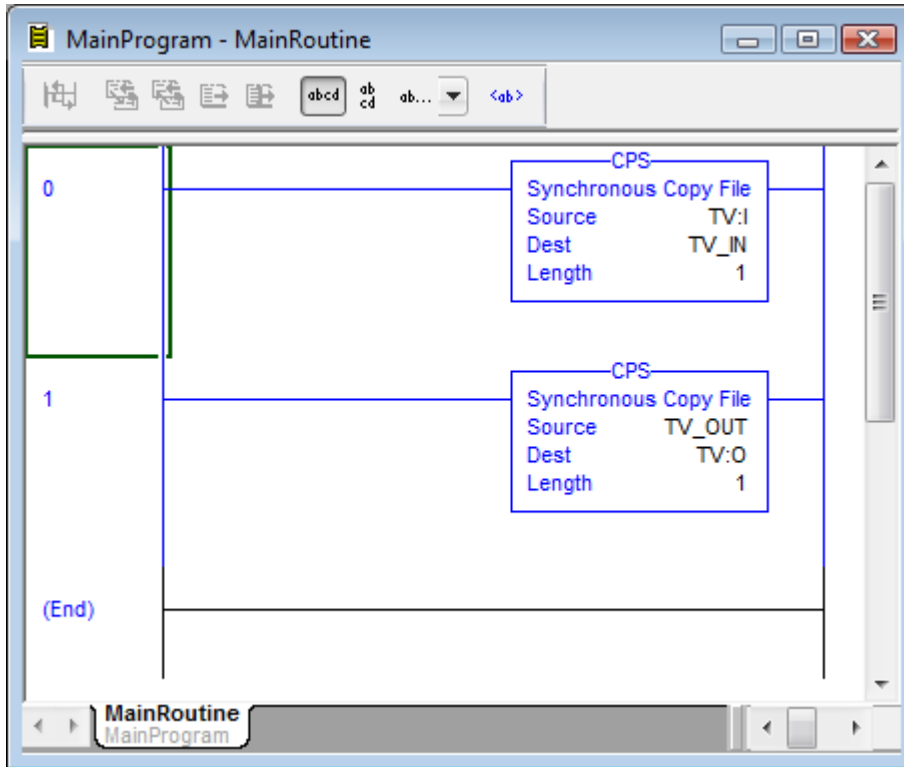 MainProgram - MainRoutine
abcd
ab
cd
ab...
<ab>
0
CPS
Synchronous Copy File
Source TV:I
Dest TV_IN
Length 1
1
CPS
Synchronous Copy File
Source TV_OUT
Dest TV:O
Length 1
(End)
MainRoutine
MainProgram